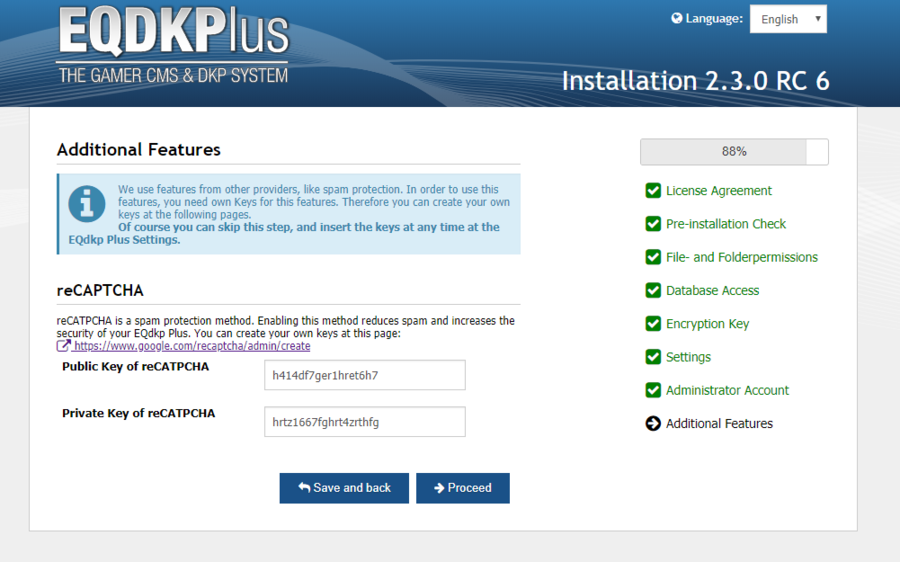 EQDKPlus
THE GAMER CMS & DKP SYSTEM
Language:
English
Installation 2.3.0 RC 6
Additional Features
We use features from other providers, like spam protection. In order to use this
features, you need own Keys for this features. Therefore you can create your own
keys at the following pages.
Of course you can skip this step, and insert the keys at any time at the
EQdkp Plus Settings.
reCAPTCHA
reCATPCHA is a spam protection method. Enabling this method reduces spam and increases the
security of your EQdkp Plus. You can create your own keys at this page:
https://www.google.com/recaptcha/admin/create
Public Key of reCATPCHA
h414df7ger1hret6h7
Private Key of reCATPCHA
hrtz1667fghrt4zrthfg
Save and back
Proceed
88%
License Agreement
Pre-installation Check
File- and Folderpermissions
Database Access
Encryption Key
Settings
Administrator Account
Additional Features